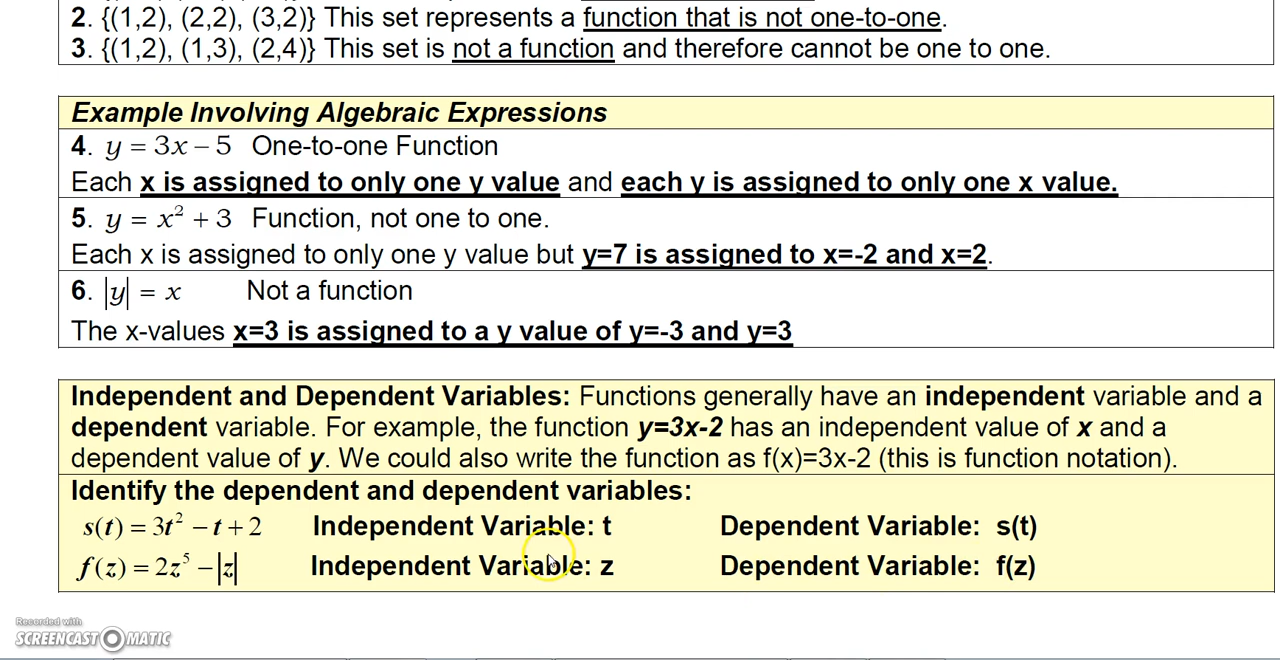 2. {(1,2), (2,2), (3,2)} This set represents a function that is not one-to-one.
3. {(1,2), (1,3), (2,4)} This set is not a function and therefore cannot be one to one.
Example Involving Algebraic Expressions
4. y = 3x − 5 One-to-one Function
Each x is assigned to only one y value and each y is assigned to only one x value.
5. y = x² + 3 Function, not one to one.
Each x is assigned to only one y value but y=7 is assigned to x=-2 and x=2.
6. |y| = x Not a function
The x-values x=3 is assigned to a y value of y=-3 and y=3
Independent and Dependent Variables: Functions generally have an independent variable and a
dependent variable. For example, the function y=3x-2 has an independent value of x and a
dependent value of y. We could also write the function as f(x)=3x-2 (this is function notation).
Identify the dependent and dependent variables:
s(t) = 3t² − t + 2 Independent Variable: t Dependent Variable: s(t)
f(z) = 2z⁵ − |z| Independent Variable: z Dependent Variable: f(z)
Recorded with
SCREENCAST-O-MATIC